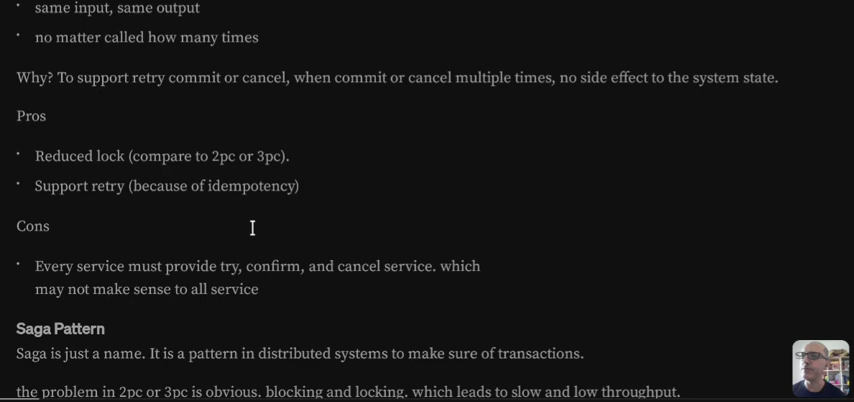 same input, same output
no matter called how many times
Why? To support retry commit or cancel, when commit or cancel multiple times, no side effect to the system state.
Pros
Reduced lock (compare to 2pc or 3pc).
Support retry (because of idempotency)
Cons
Every service must provide try, confirm, and cancel service. which
may not make sense to all service
Saga Pattern
Saga is just a name. It is a pattern in distributed systems to make sure of transactions.
the problem in 2pc or 3pc is obvious. blocking and locking. which leads to slow and low throughput.